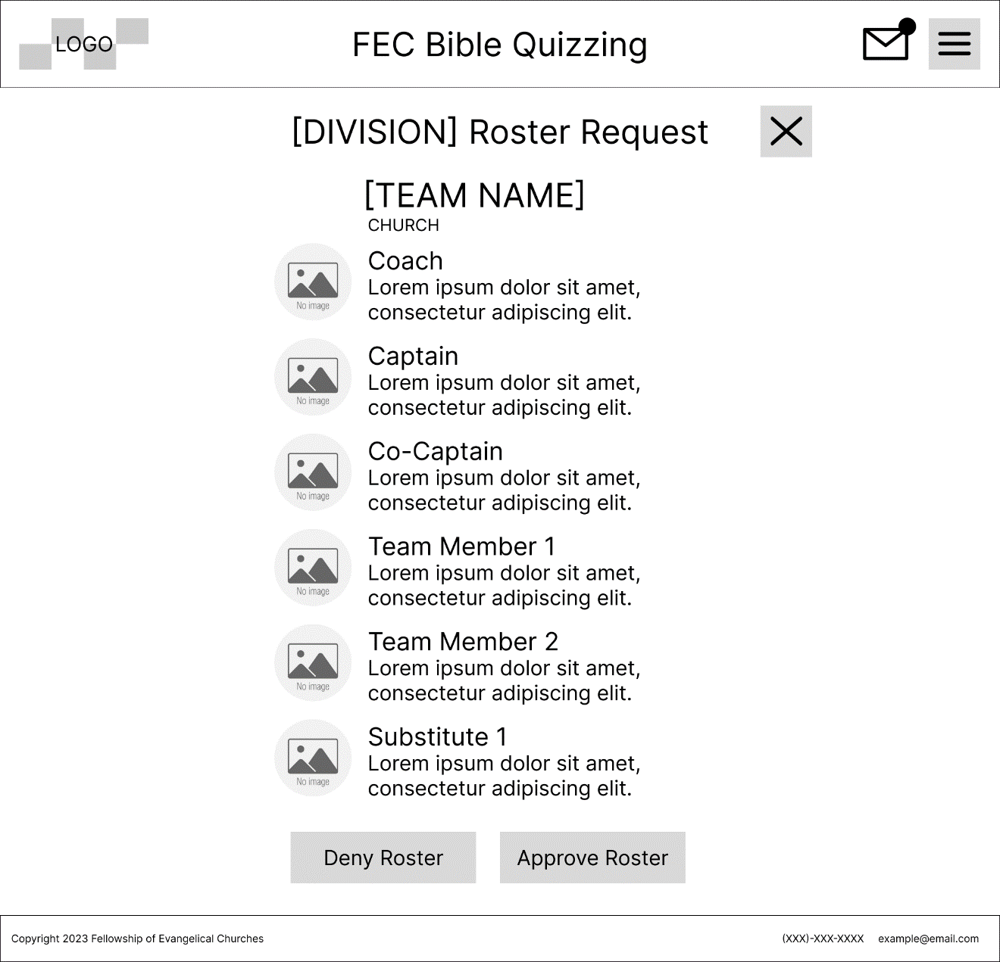 LOGO
FEC Bible Quizzing
[DIVISION] Roster Request
[TEAM NAME]
CHURCH
Coach
Lorem ipsum dolor sit amet,
consectetur adipiscing elit.
No image
Captain
Lorem ipsum dolor sit amet,
consectetur adipiscing elit.
No image
Co-Captain
Lorem ipsum dolor sit amet,
consectetur adipiscing elit.
No image
Team Member 1
Lorem ipsum dolor sit amet,
consectetur adipiscing elit.
No image
Team Member 2
Lorem ipsum dolor sit amet,
consectetur adipiscing elit.
No image
Substitute 1
Lorem ipsum dolor sit amet,
consectetur adipiscing elit.
No image
Deny Roster
Approve Roster
Copyright 2023 Fellowship of Evangelical Churches
(XXX)-XXX-XXXX
example@email.com